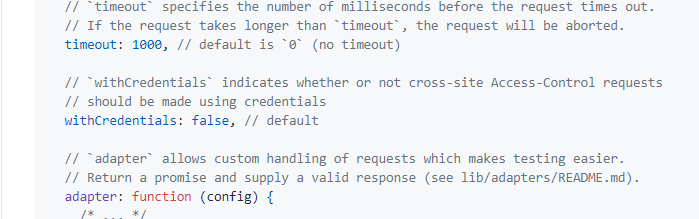 // `timeout` specifies the number of milliseconds before the request times out.
// If the request takes longer than `timeout`, the request will be aborted.
timeout: 1000, // default is `0` (no timeout)
// `withCredentials` indicates whether or not cross-site Access-Control requests
// should be made using credentials
withCredentials: false, // default
// `adapter` allows custom handling of requests which makes testing easier.
// Return a promise and supply a valid response (see lib/adapters/README.md).
adapter: function (config) {
/* ... */